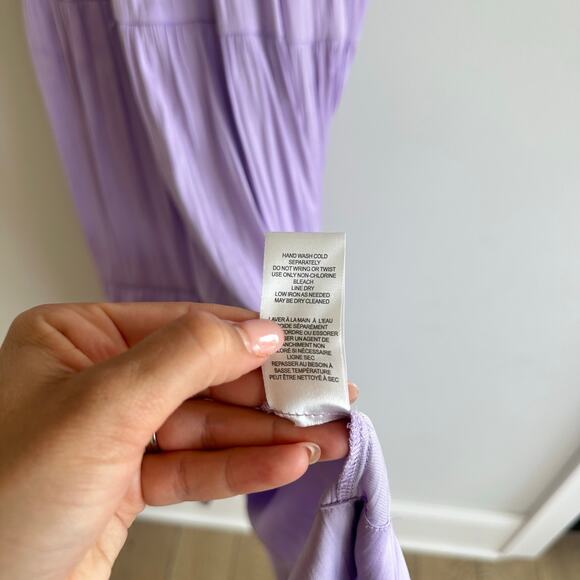 HAND WASH COLD
SEPARATELY
DO NOT WRING OR TWIST
USE ONLY NON-CHLORINE
BLEACH
LINE DRY
LOW IRON AS NEEDED
MAY BE DRY CLEANED
LAVER À LA MAIN À L'EAU
SÉPARÉMENT
OU ESSORER
UN AGENT DE
NON
SI NÉCESSAIRE
LIGNE SEC
REPASSER AU BESOIN À
BASSE TEMPÉRATURE
PEUT ÊTRE NETTOYÉ À SEC